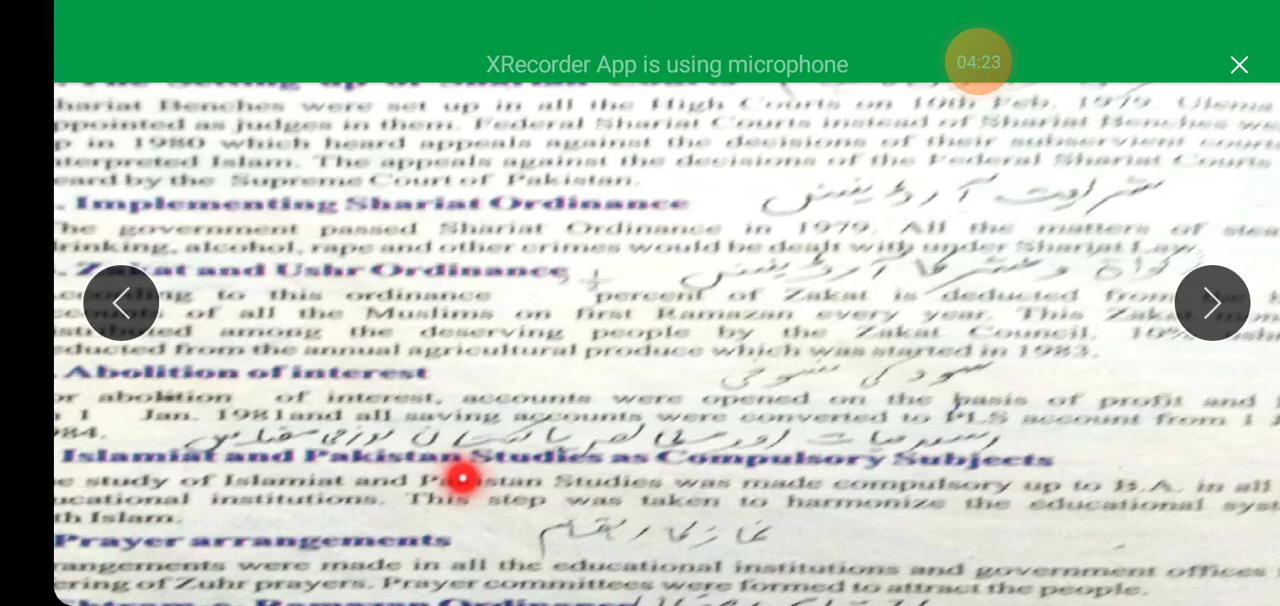 XRecorder App is using microphone
04:23
hariat Benches were set up in all the High Courts on 10th Feb, 1979. Ulema
ppointed as judges in them. Federal Shariat Courts instead of Shariat Benches we
p in 1980 which heard appeals against the decisions of their subservient courts
nterpreted Islam. The appeals against the decisions of the Federal Shariat Courts
eard by the Supreme Court of Pakistan.
. Implementing Shariat Ordinance شریعت آرڈیننس
he government passed Shariat Ordinance in 1979. All the matters of stea
drinking, alcohol, rape and other crimes would be dealt with under Shariat Law.
. Zakat and Ushr Ordinance, و عشر کا آرڈیننس
to this ordinance percent of Zakat is deducted from
of all the Muslims on first Ramazan every year. This Zakat
among the deserving people by the Zakat Council. 10%
educted from the annual agricultural produce which was started in 1983.
. Abolition of interest سود کی منسوخی
or abolition of interest, accounts were opened on the basis of profit and
1 Jan. 1981and all saving accounts were converted to PLS account from 1
984.
Islamiat and Pakistan Studies as Compulsory Subjects
e study of Islamiat and Pakistan Studies was made compulsory up to B.A. in all
ucational institutions. This step was taken to harmonize the educational syst
th Islam.
Prayer arrangements نماز کا
rangements were made in all the educational institutions and government offices
ering of Zuhr prayers. Prayer committees were formed to attract the people.
Ramazan Ordinance